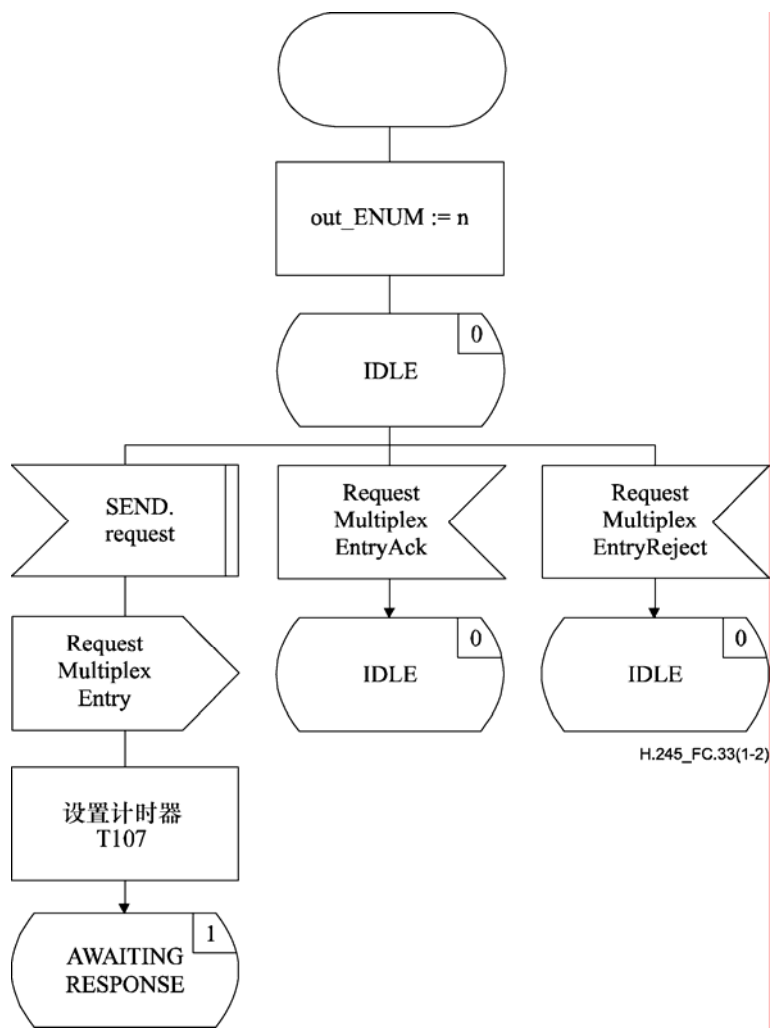 out_ENUM := n
0
IDLE
SEND.
request
Request
Multiplex
EntryAck
Request
Multiplex
EntryReject
Request
Multiplex
Entry
0
IDLE
0
IDLE
H.245_FC.33(1-2)
设置计时器
T107
1
AWAITING
RESPONSE